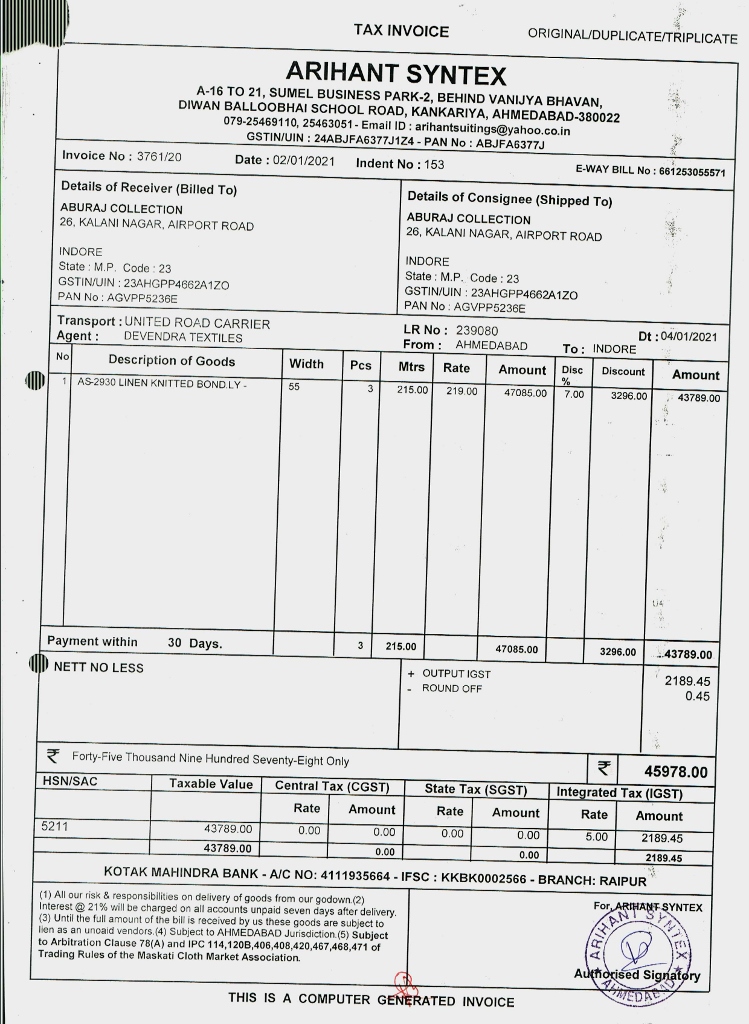 TAX INVOICE
ORIGINAL/DUPLICATE/TRIPLICATE
ARIHANT SYNTEX
A-16 TO 21, SUMEL BUSINESS PARK-2, BEHIND VANIJYA BHAVAN,
DIWAN BALLOOBHAI SCHOOL ROAD, KANKARIYA, AHMEDABAD-380022
079-25469110, 25463051 - Email ID : arihantsuitings@yahoo.co.in
GSTIN/UIN : 24ABJFA6377J1Z4 - PAN No : ABJFA6377J
Invoice No : 3761/20 Date : 02/01/2021 Indent No : 153 E-WAY BILL No : 661253055571
Details of Receiver (Billed To)
ABURAJ COLLECTION
26, KALANI NAGAR, AIRPORT ROAD
INDORE
State : M.P. Code : 23
GSTIN/UIN : 23AHGPP4662A1ZO
PAN No : AGVPP5236E
Details of Consignee (Shipped To)
ABURAJ COLLECTION
26, KALANI NAGAR, AIRPORT ROAD
INDORE
State : M.P. Code : 23
GSTIN/UIN : 23AHGPP4662A1ZO
PAN No : AGVPP5236E
Transport : UNITED ROAD CARRIER LR No : 239080 Dt : 04/01/2021
Agent : DEVENDRA TEXTILES From : AHMEDABAD To : INDORE
No Description of Goods Width Pcs Mtrs Rate Amount Disc % Discount Amount
1 AS-2930 LINEN KNITTED BOND.LY - 55 3 215.00 219.00 47085.00 7.00 3296.00 43789.00
Payment within 30 Days. 3 215.00 47085.00 3296.00 43789.00
NETT NO LESS
+ OUTPUT IGST 2189.45
- ROUND OFF 0.45
₹ Forty-Five Thousand Nine Hundred Seventy-Eight Only ₹ 45978.00
HSN/SAC Taxable Value Central Tax (CGST) State Tax (SGST) Integrated Tax (IGST)
Rate Amount Rate Amount Rate Amount
5211 43789.00 0.00 0.00 0.00 0.00 5.00 2189.45
43789.00 0.00 0.00 2189.45
KOTAK MAHINDRA BANK - A/C NO: 4111935664 - IFSC : KKBK0002566 - BRANCH: RAIPUR
(1) All our risk & responsibilities on delivery of goods from our godown.(2)
Interest @ 21% will be charged on all accounts unpaid seven days after delivery.
(3) Until the full amount of the bill is received by us these goods are subject to
lien as an unoaid vendors.(4) Subject to AHMEDABAD Jurisdiction.(5) Subject
to Arbitration Clause 78(A) and IPC 114,120B,406,408,420,467,468,471 of
Trading Rules of the Maskati Cloth Market Association.
For, ARIHANT SYNTEX
ARIHANT SYNTEX
AHMEDABAD
Authorised Signatory
THIS IS A COMPUTER GENERATED INVOICE